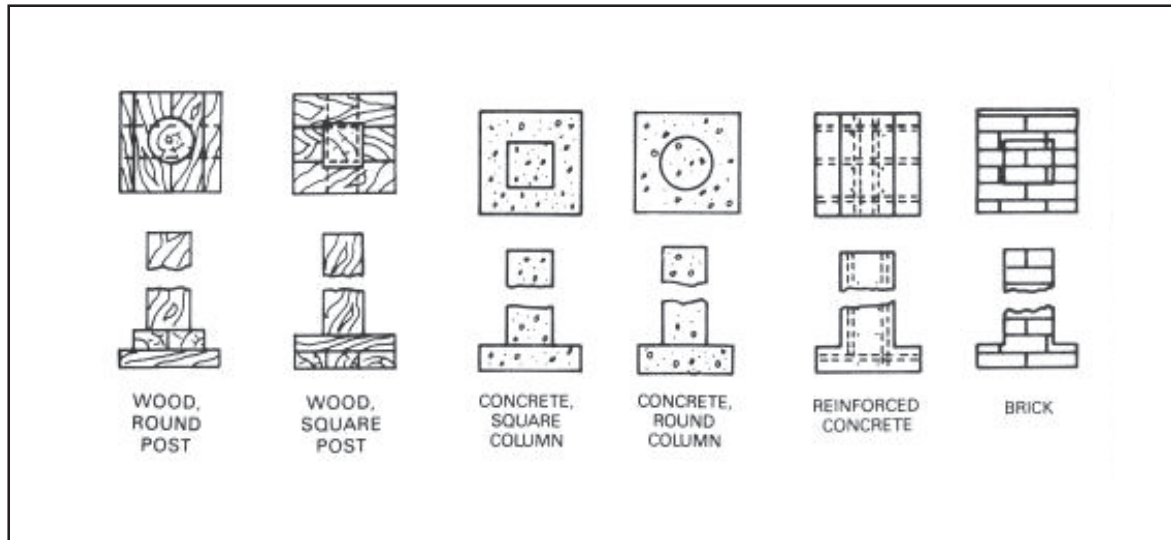 WOOD,
ROUND
POST
WOOD,
SQUARE
POST
CONCRETE,
SQUARE
COLUMN
CONCRETE,
ROUND
COLUMN
REINFORCED
CONCRETE
BRICK